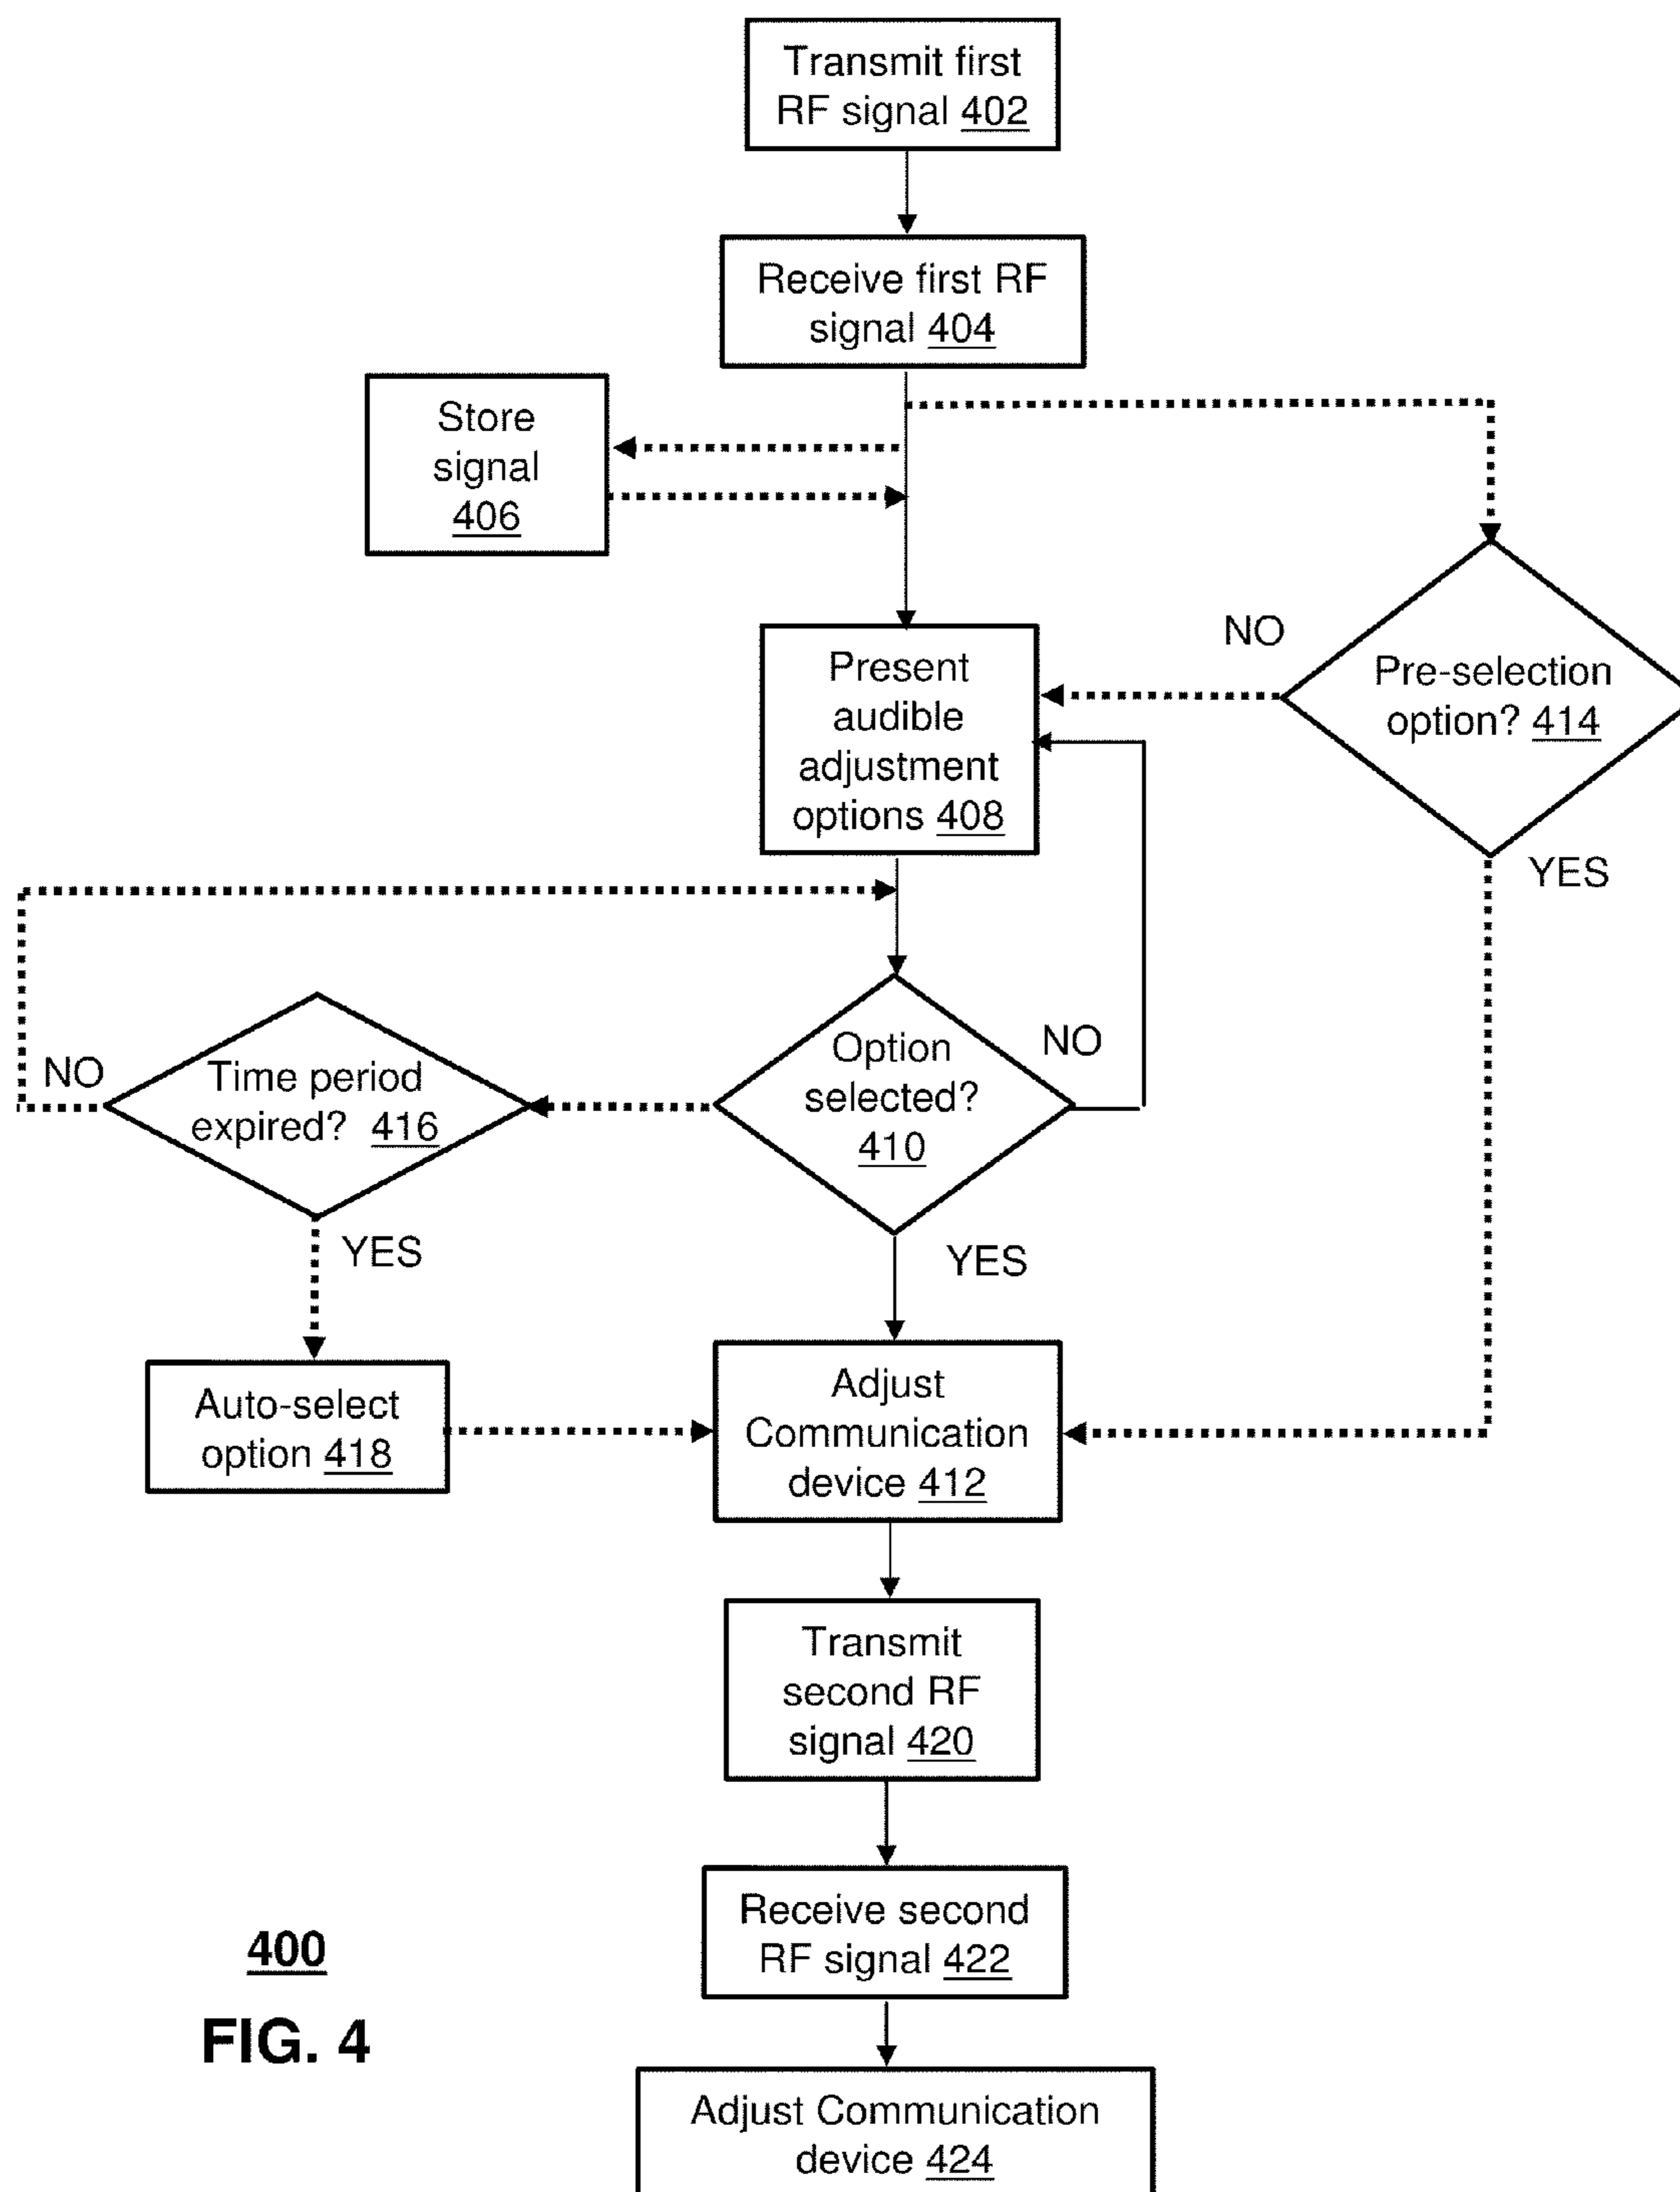 Transmit first
RF signal 402
Receive first RF
signal 404
Store
signal
406
Present
audible
adjustment
options 408
NO
Pre-selection
option? 414
YES
NO
Time period
expired? 416
YES
Option
selected?
410
NO
YES
Auto-select
option 418
Adjust
Communication
device 412
Transmit
second RF
signal 420
Receive second
RF signal 422
Adjust Communication
device 424
400
FIG. 4